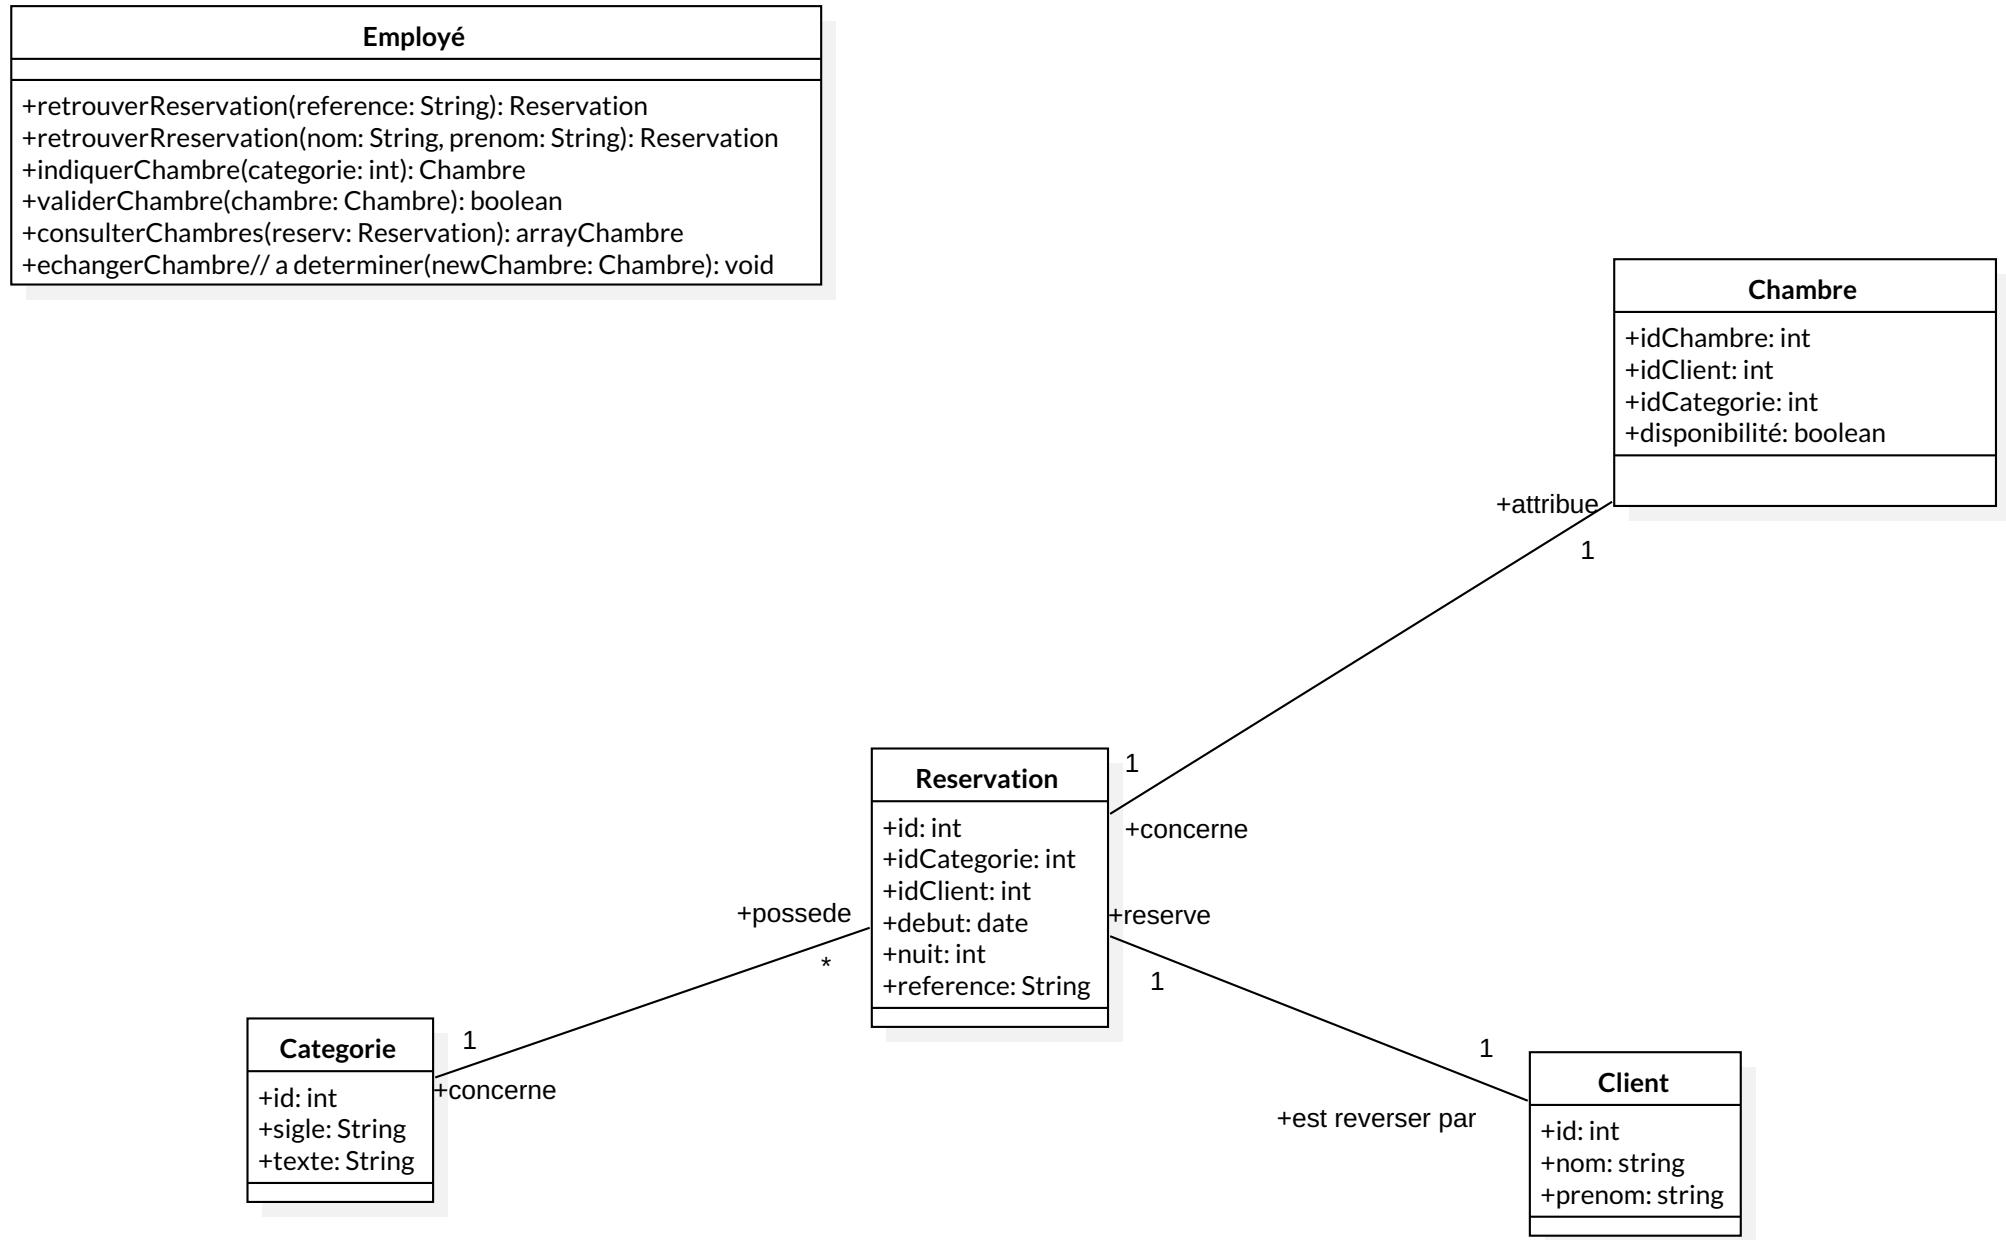 Employé
+retrouverReservation(reference: String): Reservation
+retrouverRreservation(nom: String, prenom: String): Reservation
+indiquerChambre(categorie: int): Chambre
+validerChambre(chambre: Chambre): boolean
+consulterChambres(reserv: Reservation): arrayChambre
+echangerChambre// a determiner(newChambre: Chambre): void
Chambre
+idChambre: int
+idClient: int
+idCategorie: int
+disponibilité: boolean
+attribue
1
1
+concerne
Reservation
+id: int
+idCategorie: int
+idClient: int
+debut: date
+nuit: int
+reference: String
+possede
*
+reserve
1
1
+concerne
Categorie
+id: int
+sigle: String
+texte: String
1
+est reverser par
Client
+id: int
+nom: string
+prenom: string